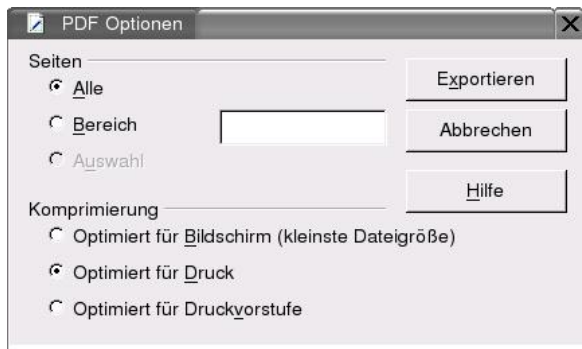 PDF Optionen
Seiten
Alle
Bereich
Auswahl
Exportieren
Abbrechen
Hilfe
Komprimierung
Optimiert für Bildschirm (kleinste Dateigröße)
Optimiert für Druck
Optimiert für Druckvorstufe